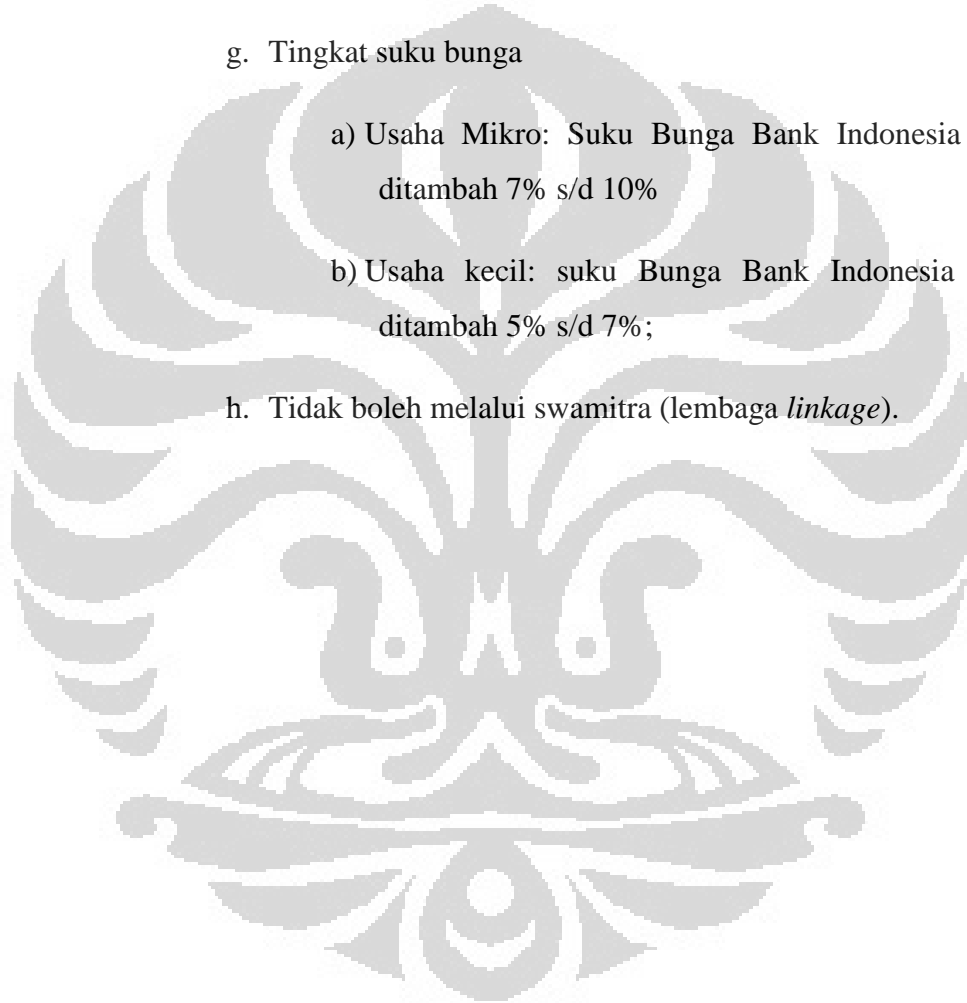 g. Tingkat suku bunga
a) Usaha Mikro: Suku Bunga Bank Indonesia
ditambah 7% s/d 10%
b) Usaha kecil: suku Bunga Bank Indonesia
ditambah 5% s/d 7%;
h. Tidak boleh melalui swamitra (lembaga linkage).